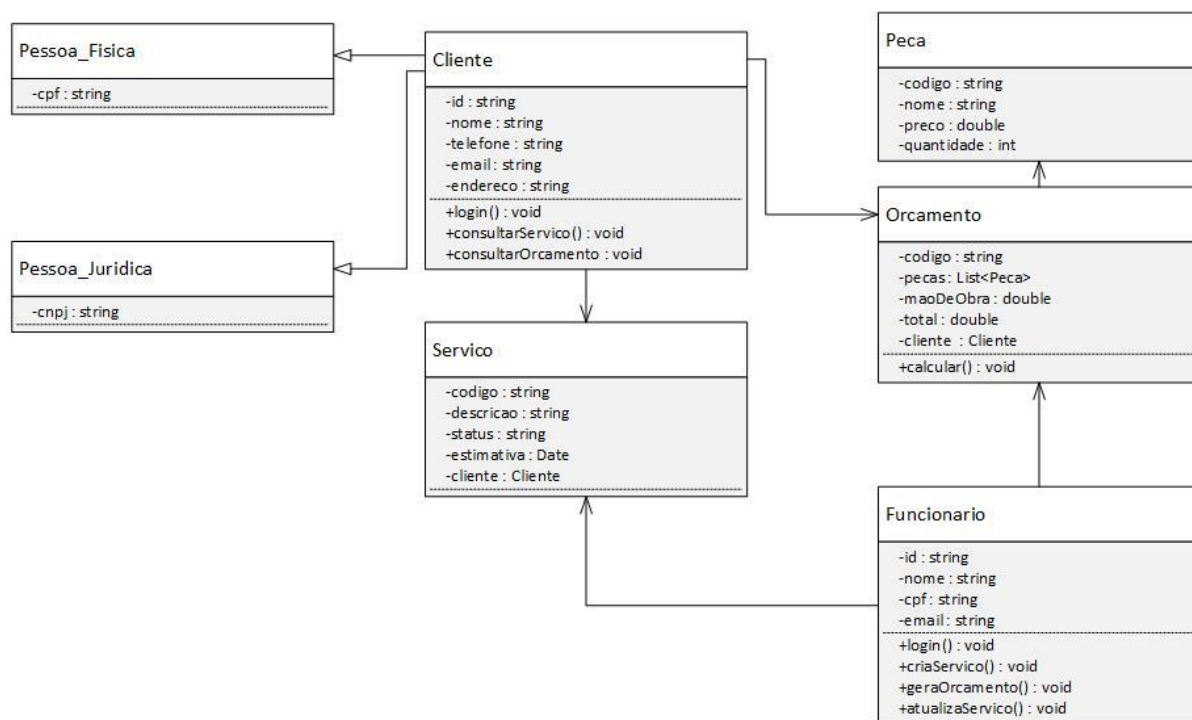 Pessoa_Fisica
-cpf : string
Pessoa_Juridica
-cnpj : string
Cliente
-id : string
-nome : string
-telefone : string
-email : string
-endereco : string
+login() : void
+consultarServico() : void
+consultarOrcamento : void
Servico
-codigo : string
-descricao : string
-status : string
-estimativa : Date
-cliente : Cliente
Peca
-codigo : string
-nome : string
-preco : double
-quantidade : int
Orcamento
-codigo : string
-pecas : List<Peca>
-maoDeObra : double
-total : double
-cliente : Cliente
+calcular() : void
Funcionario
-id : string
-nome : string
-cpf : string
-email : string
+login() : void
+criaServico() : void
+geraOrcamento() : void
+atualizaServico() : void